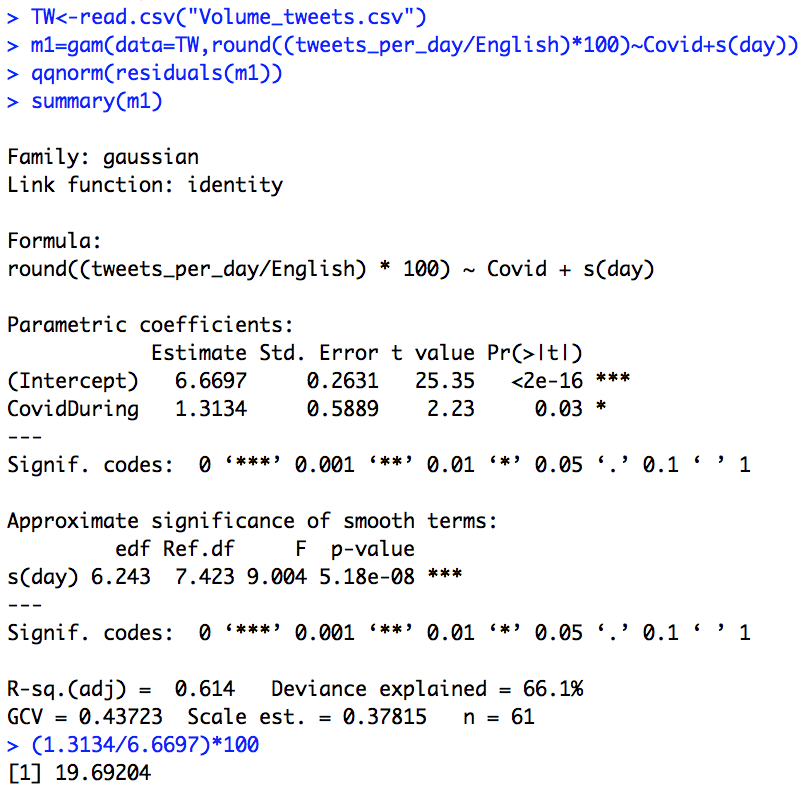 > TW<-read.csv("Volume_tweets.csv")
> m1=gam(data=TW,round((tweets_per_day/English)*100)~Covid+s(day))
> qqnorm(residuals(m1))
> summary(m1)

Family: gaussian
Link function: identity

Formula:
round((tweets_per_day/English) * 100) ~ Covid + s(day)

Parametric coefficients:
            Estimate Std. Error t value Pr(>|t|)
(Intercept)   6.6697     0.2631   25.35   <2e-16 ***
CovidDuring   1.3134     0.5889    2.23     0.03 *
---
Signif. codes:  0 ‘***’ 0.001 ‘**’ 0.01 ‘*’ 0.05 ‘.’ 0.1 ‘ ’ 1

Approximate significance of smooth terms:
         edf Ref.df     F  p-value
s(day) 6.243  7.423 9.004 5.18e-08 ***
---
Signif. codes:  0 ‘***’ 0.001 ‘**’ 0.01 ‘*’ 0.05 ‘.’ 0.1 ‘ ’ 1

R-sq.(adj) =  0.614   Deviance explained = 66.1%
GCV = 0.43723  Scale est. = 0.37815   n = 61
> (1.3134/6.6697)*100
[1] 19.69204